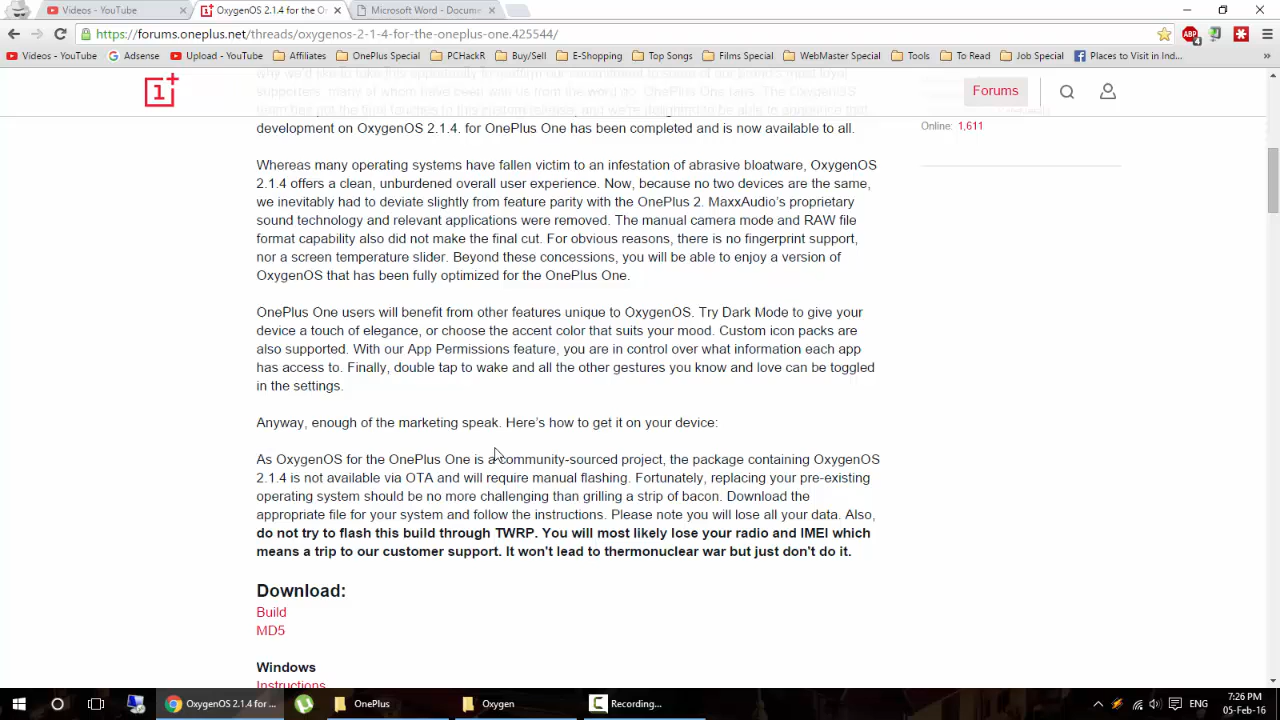 Videos - YouTube
OxygenOS 2.1.4 for the O
Microsoft Word - Docume
https://forums.oneplus.net/threads/oxygenos-2-1-4-for-the-oneplus-one.425544/
ABP
4
Videos - YouTube
Adsense
Upload - YouTube
Affiliates
OnePlus Special
PCHackR
Buy/Sell
E-Shopping
Top Songs
Films Special
WebMaster Special
Tools
To Read
Job Special
Places to Visit in Ind...
1+
Forums
Online: 1,611
development on OxygenOS 2.1.4. for OnePlus One has been completed and is now available to all.
Whereas many operating systems have fallen victim to an infestation of abrasive bloatware, OxygenOS
2.1.4 offers a clean, unburdened overall user experience. Now, because no two devices are the same,
we inevitably had to deviate slightly from feature parity with the OnePlus 2. MaxxAudio's proprietary
sound technology and relevant applications were removed. The manual camera mode and RAW file
format capability also did not make the final cut. For obvious reasons, there is no fingerprint support,
nor a screen temperature slider. Beyond these concessions, you will be able to enjoy a version of
OxygenOS that has been fully optimized for the OnePlus One.
OnePlus One users will benefit from other features unique to OxygenOS. Try Dark Mode to give your
device a touch of elegance, or choose the accent color that suits your mood. Custom icon packs are
also supported. With our App Permissions feature, you are in control over what information each app
has access to. Finally, double tap to wake and all the other gestures you know and love can be toggled
in the settings.
Anyway, enough of the marketing speak. Here's how to get it on your device:
As OxygenOS for the OnePlus One is a community-sourced project, the package containing OxygenOS
2.1.4 is not available via OTA and will require manual flashing. Fortunately, replacing your pre-existing
operating system should be no more challenging than grilling a strip of bacon. Download the
appropriate file for your system and follow the instructions. Please note you will lose all your data. Also,
do not try to flash this build through TWRP. You will most likely lose your radio and IMEI which
means a trip to our customer support. It won't lead to thermonuclear war but just don't do it.
Download:
Build
MD5
Windows
Instructions
OxygenOS 2.1.4 for ...
OnePlus
Oxygen
Recording...
ENG
7:26 PM
05-Feb-16